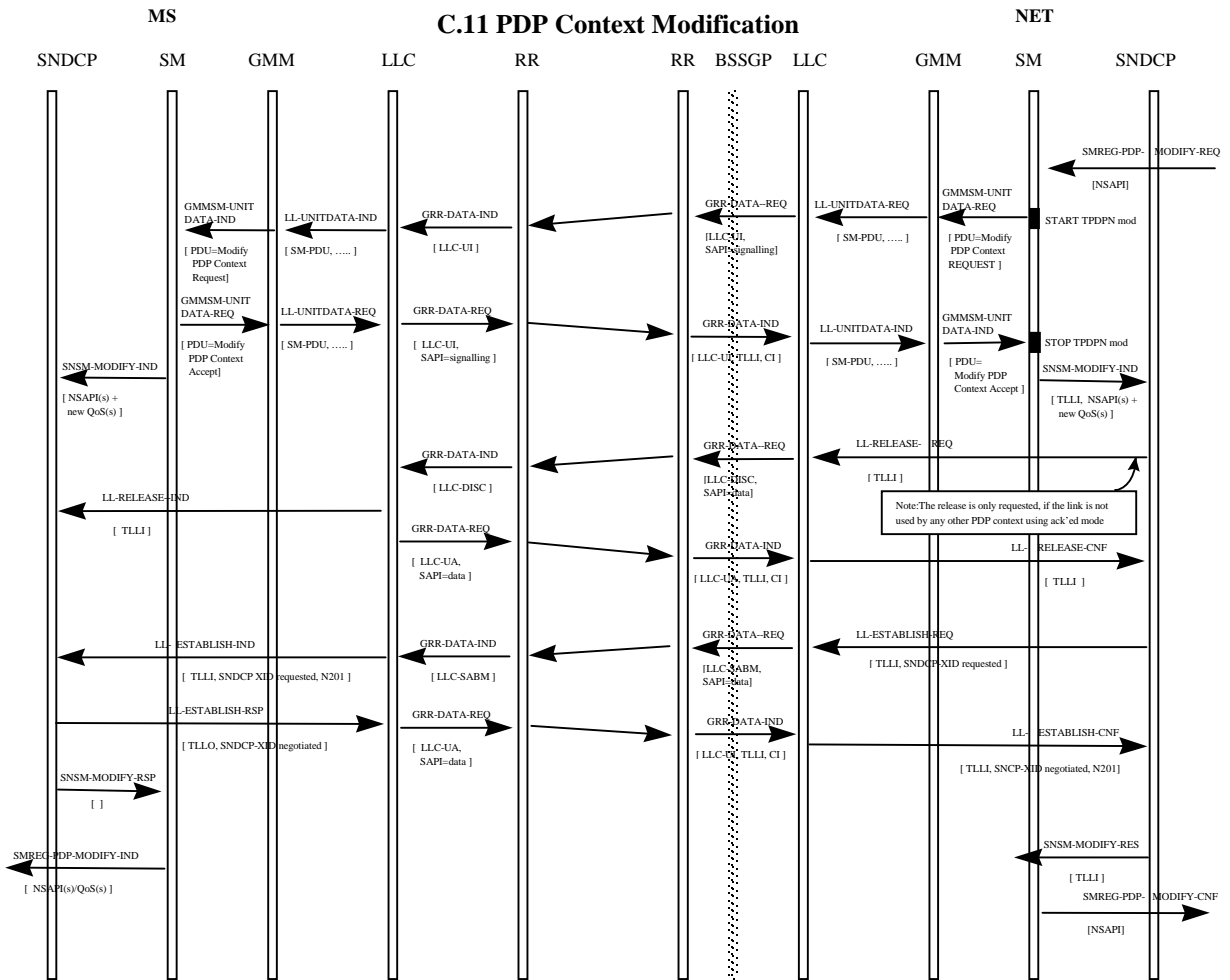 MS
C.11 PDP Context Modification
NET
SNDCP SM GMM LLC RR RR BSSGP LLC GMM SM SNDCP
SMREG-PDP- MODIFY-REQ
[NSAPI]
GMMSM-UNIT
DATA-IND
LL-UNITDATA-IND
GRR-DATA-IND
GRR-DATA--REQ
LL-UNITDATA-REQ
GMMSM-UNIT
DATA-REQ
START TPDPN mod
[ PDU=Modify
PDP Context
Request]
[ SM-PDU, ..... ]
[ LLC-UI ]
[LLC-UI,
SAPI=signalling]
[ SM-PDU, ..... ]
[ PDU=Modify
PDP Context
REQUEST ]
GMMSM-UNIT
DATA-REQ
LL-UNITDATA-REQ
GRR-DATA-REQ
GRR-DATA-IND
LL-UNITDATA-IND
GMMSM-UNIT
DATA-IND
STOP TPDPN mod
[ PDU=Modify
PDP Context
Accept]
[ SM-PDU, ..... ]
[ LLC-UI,
SAPI=signalling ]
[ LLC-UI, TLLI, CI ]
[ SM-PDU, ..... ]
[ PDU=
Modify PDP
Context Accept ]
SNSM-MODIFY-IND
[ NSAPI(s) +
new QoS(s) ]
SNSM-MODIFY-IND
[ TLLI, NSAPI(s) +
new QoS(s) ]
GRR-DATA-IND
[ LLC-DISC ]
GRR-DATA--REQ
[LLC-DISC,
SAPI=data]
LL-RELEASE- REQ
[ TLLI ]
Note:The release is only requested, if the link is not
used by any other PDP context using ack'ed mode
LL-RELEASE--IND
[ TLLI ]
GRR-DATA-REQ
[ LLC-UA,
SAPI=data ]
GRR-DATA-IND
[ LLC-UA, TLLI, CI ]
LL- RELEASE-CNF
[ TLLI ]
LL- ESTABLISH-IND
[ TLLI, SNDCP XID requested, N201 ]
GRR-DATA-IND
[ LLC-SABM ]
GRR-DATA--REQ
[LLC-SABM,
SAPI=data]
LL-ESTABLISH-REQ
[ TLLI, SNDCP-XID requested ]
LL-ESTABLISH-RSP
[ TLLO, SNDCP-XID negotiated ]
GRR-DATA-REQ
[ LLC-UA,
SAPI=data ]
GRR-DATA-IND
[ LLC-UI, TLLI, CI ]
LL- ESTABLISH-CNF
[ TLLI, SNCP-XID negotiated, N201]
SNSM-MODIFY-RSP
[ ]
SMREG-PDP-MODIFY-IND
[ NSAPI(s)/QoS(s) ]
SNSM-MODIFY-RES
[ TLLI ]
SMREG-PDP- MODIFY-CNF
[NSAPI]